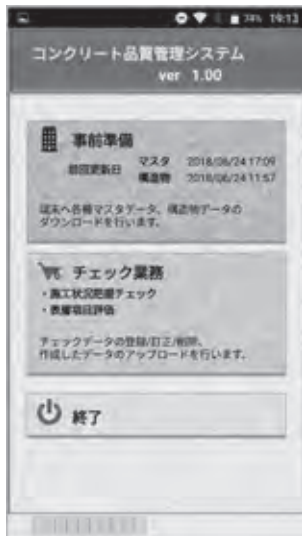 74% 19:13
コンクリート品質管理システム
ver 1.00
事前準備
前回更新日 マスタ 2018/06/24 17:09
構造物 2018/06/24 11:57
端末へ各種マスタデータ、構造物データの
ダウンロードを行います。
チェック業務
・施工状況把握チェック
・表層項目評価
チェックデータの登録/訂正/削除、
作成したデータのアップロードを行います。
終了